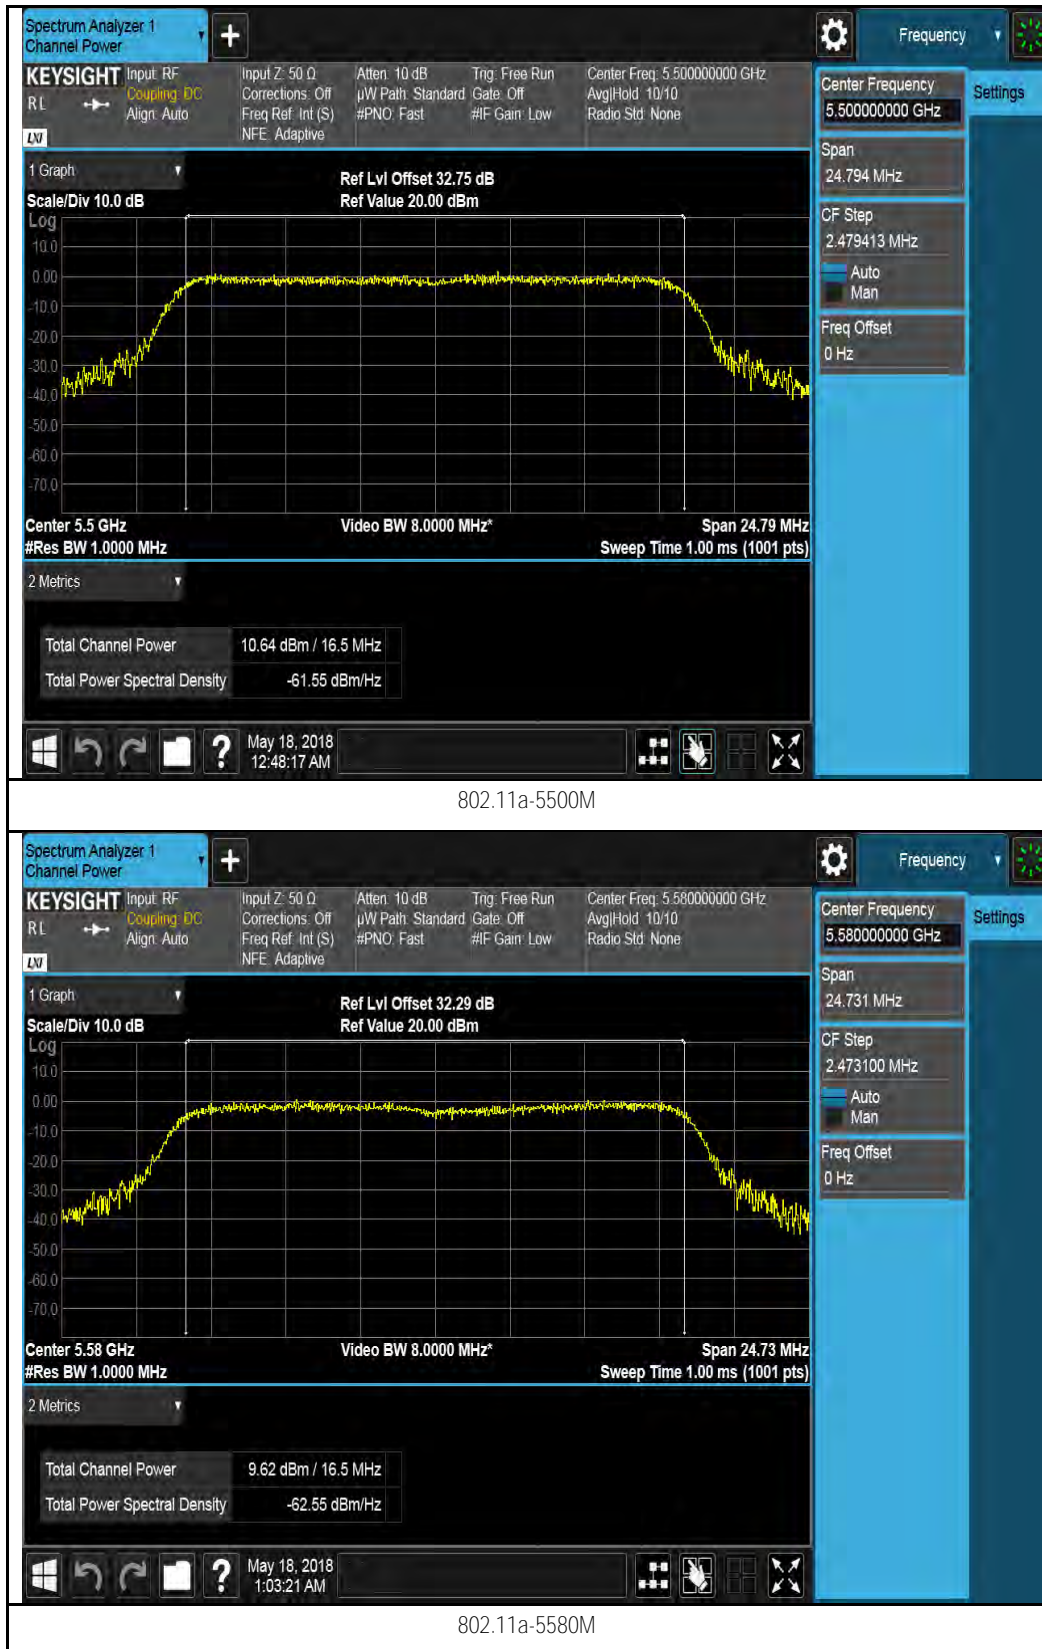 Spectrum Analyzer 1
Channel Power
Frequency
KEYSIGHT
RL
LXI
Input: RF
Coupling: DC
Align: Auto
Input Z: 50 Ω
Corrections: Off
Freq Ref: Int (S)
NFE: Adaptive
Atten: 10 dB
µW Path: Standard
#PNO: Fast
Trig: Free Run
Gate: Off
#IF Gain: Low
Center Freq: 5.500000000 GHz
Avg|Hold: 10/10
Radio Std: None
Center Frequency
5.500000000 GHz
Settings
Span
24.794 MHz
CF Step
2.479413 MHz
Auto
Man
Freq Offset
0 Hz
1 Graph
Scale/Div 10.0 dB
Ref Lvl Offset 32.75 dB
Ref Value 20.00 dBm
Log
10.0
0.00
-10.0
-20.0
-30.0
-40.0
-50.0
-60.0
-70.0
Center 5.5 GHz
#Res BW 1.0000 MHz
Video BW 8.0000 MHz*
Span 24.79 MHz
Sweep Time 1.00 ms (1001 pts)
2 Metrics
Total Channel Power 10.64 dBm / 16.5 MHz
Total Power Spectral Density -61.55 dBm/Hz
May 18, 2018
12:48:17 AM
802.11a-5500M
Spectrum Analyzer 1
Channel Power
Frequency
KEYSIGHT
RL
LXI
Input: RF
Coupling: DC
Align: Auto
Input Z: 50 Ω
Corrections: Off
Freq Ref: Int (S)
NFE: Adaptive
Atten: 10 dB
µW Path: Standard
#PNO: Fast
Trig: Free Run
Gate: Off
#IF Gain: Low
Center Freq: 5.580000000 GHz
Avg|Hold: 10/10
Radio Std: None
Center Frequency
5.580000000 GHz
Settings
Span
24.731 MHz
CF Step
2.473100 MHz
Auto
Man
Freq Offset
0 Hz
1 Graph
Scale/Div 10.0 dB
Ref Lvl Offset 32.29 dB
Ref Value 20.00 dBm
Log
10.0
0.00
-10.0
-20.0
-30.0
-40.0
-50.0
-60.0
-70.0
Center 5.58 GHz
#Res BW 1.0000 MHz
Video BW 8.0000 MHz*
Span 24.73 MHz
Sweep Time 1.00 ms (1001 pts)
2 Metrics
Total Channel Power 9.62 dBm / 16.5 MHz
Total Power Spectral Density -62.55 dBm/Hz
May 18, 2018
1:03:21 AM
802.11a-5580M